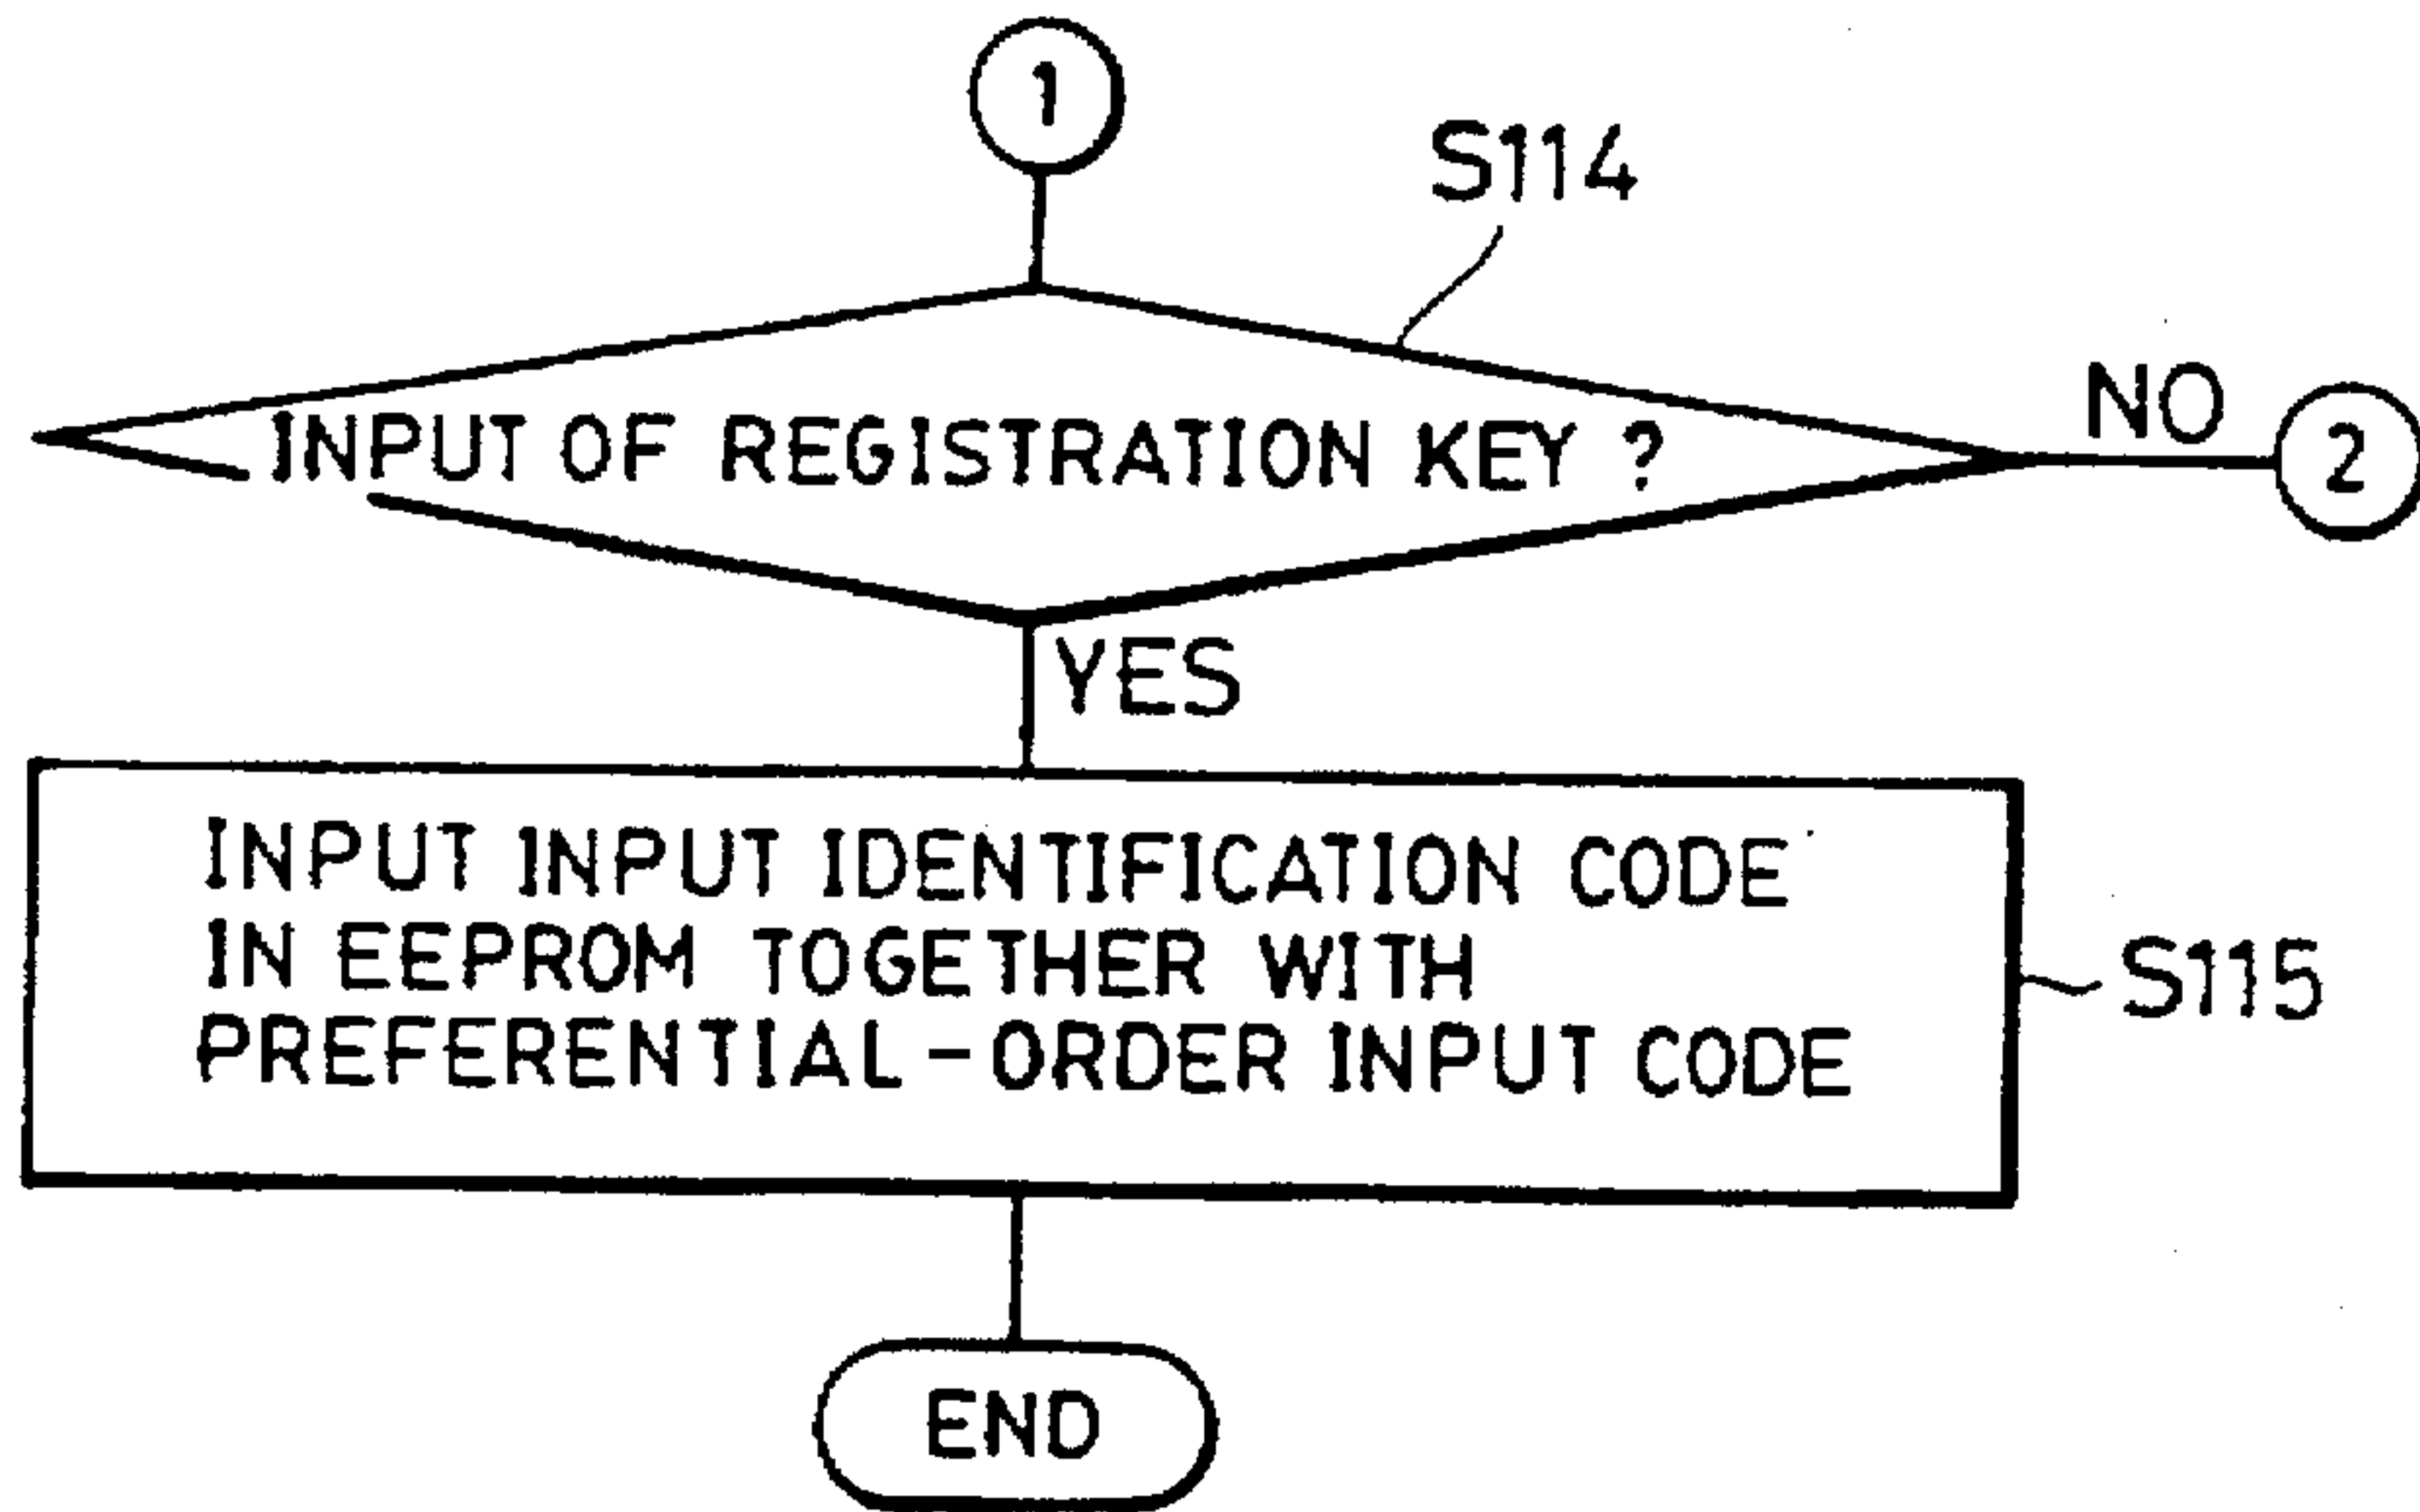 1
S114
INPUT OF REGISTRATION KEY ?
NO
2
YES
INPUT INPUT IDENTIFICATION CODE
IN EEPROM TOGETHER WITH
PREFERENTIAL-ORDER INPUT CODE
S115
END